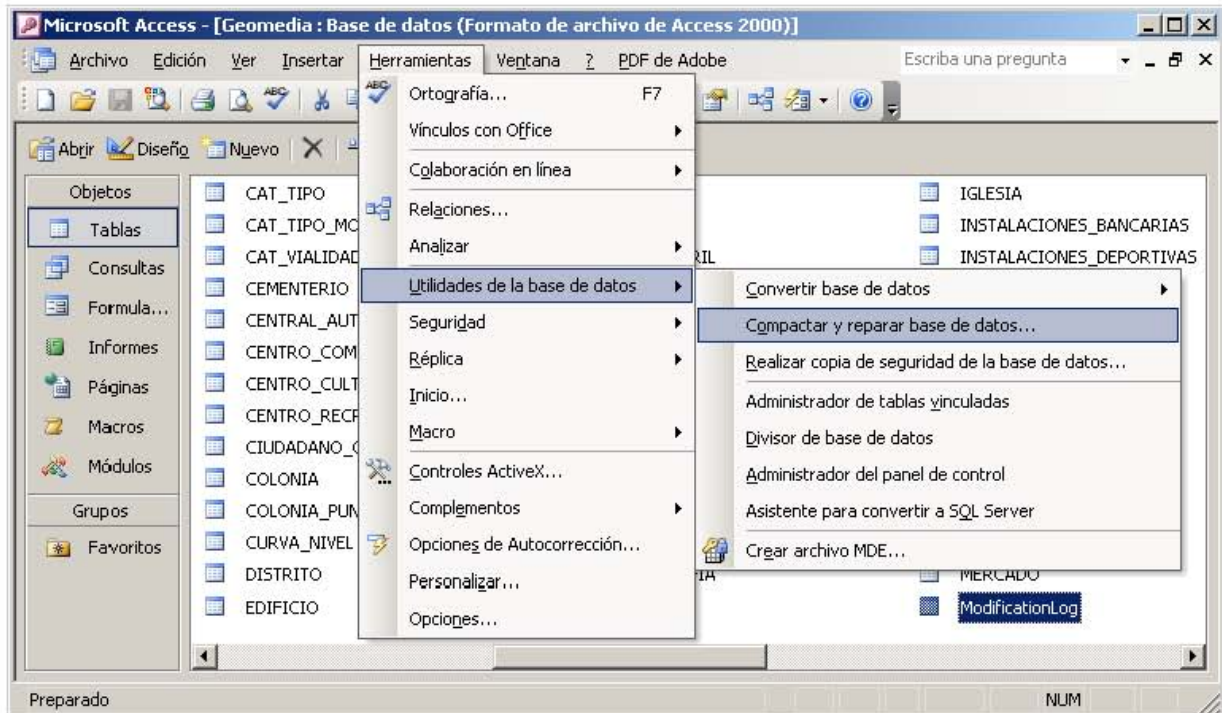 Microsoft Access - [Geomedia : Base de datos (Formato de archivo de Access 2000)]
Archivo Edición Ver Insertar Herramientas Ventana ? PDF de Adobe Escriba una pregunta
Abrir Diseño Nuevo
Objetos
Tablas
Consultas
Formula...
Informes
Páginas
Macros
Módulos
Grupos
Favoritos
CAT_TIPO
CAT_TIPO_MO
CAT_VIALIDAD
CEMENTERIO
CENTRAL_AUT
CENTRO_COM
CENTRO_CULT
CENTRO_RECR
CIUDADANO_
COLONIA
COLONIA_PUN
CURVA_NIVEL
DISTRITO
EDIFICIO
Ortografía... F7
Vínculos con Office
Colaboración en línea
Relaciones...
Analizar
Utilidades de la base de datos
Seguridad
Réplica
Inicio...
Macro
Controles ActiveX...
Complementos
Opciones de Autocorrección...
Personalizar...
Opciones...
RIL
IGLESIA
INSTALACIONES_BANCARIAS
INSTALACIONES_DEPORTIVAS
Convertir base de datos
Compactar y reparar base de datos...
Realizar copia de seguridad de la base de datos...
Administrador de tablas vinculadas
Divisor de base de datos
Administrador del panel de control
Asistente para convertir a SQL Server
Crear archivo MDE...
MERCADO
ModificationLog
Preparado NUM